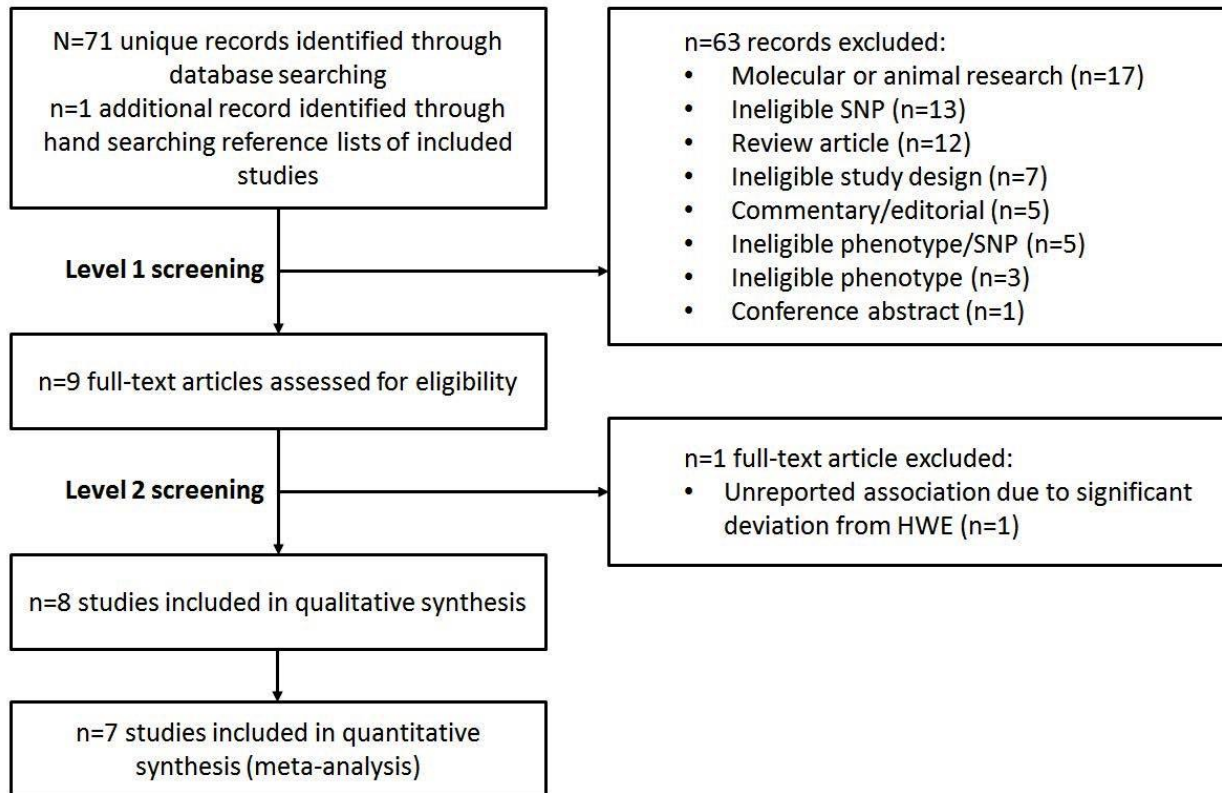 N=71 unique records identified through
database searching
n=1 additional record identified through
hand searching reference lists of included
studies
n=63 records excluded:
• Molecular or animal research (n=17)
• Ineligible SNP (n=13)
• Review article (n=12)
• Ineligible study design (n=7)
• Commentary/editorial (n=5)
• Ineligible phenotype/SNP (n=5)
• Ineligible phenotype (n=3)
• Conference abstract (n=1)
Level 1 screening
n=9 full-text articles assessed for eligibility
Level 2 screening
n=1 full-text article excluded:
• Unreported association due to significant
deviation from HWE (n=1)
n=8 studies included in qualitative synthesis
n=7 studies included in quantitative
synthesis (meta-analysis)